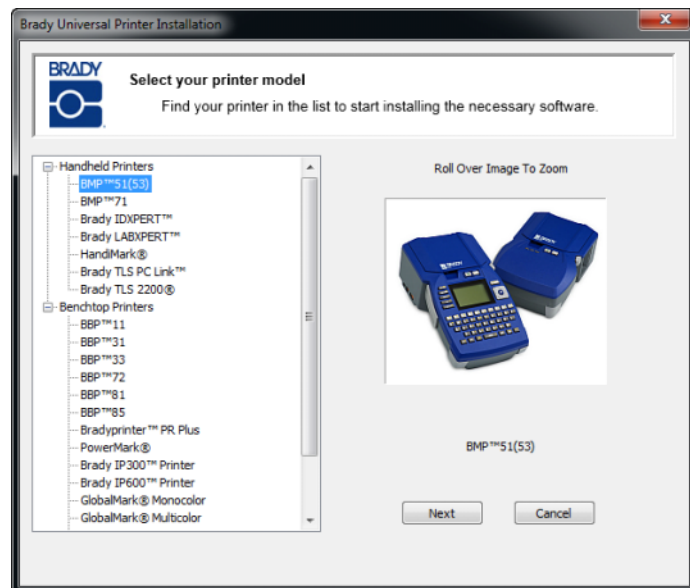 Brady Universal Printer Installation
BRADY
Select your printer model
Find your printer in the list to start installing the necessary software.
Handheld Printers
BMP™51(53)
BMP™71
Brady IDXPERT™
Brady LABXPERT™
HandiMark®
Brady TLS PC Link™
Brady TLS 2200®
Benchtop Printers
BBP™11
BBP™31
BBP™33
BBP™72
BBP™81
BBP™85
Bradyprinter™ PR Plus
PowerMark®
Brady IP300™ Printer
Brady IP600™ Printer
GlobalMark® Monocolor
GlobalMark® Multicolor
Roll Over Image To Zoom
BMP™51(53)
Next
Cancel